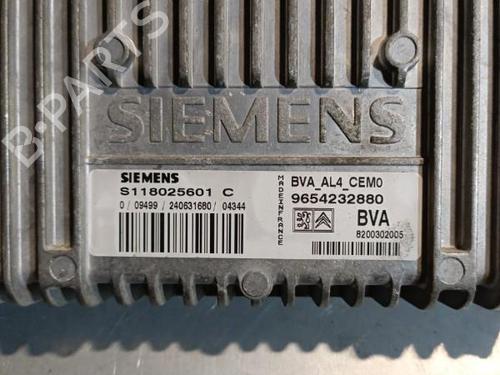 B-PARTS
SIEMENS
SIEMENS
S118025601 C
0 / 09499 / 240631680 / 04344
MADE IN FRANCE
BVA_AL4_CEM0
9654232880
BVA
8200302005